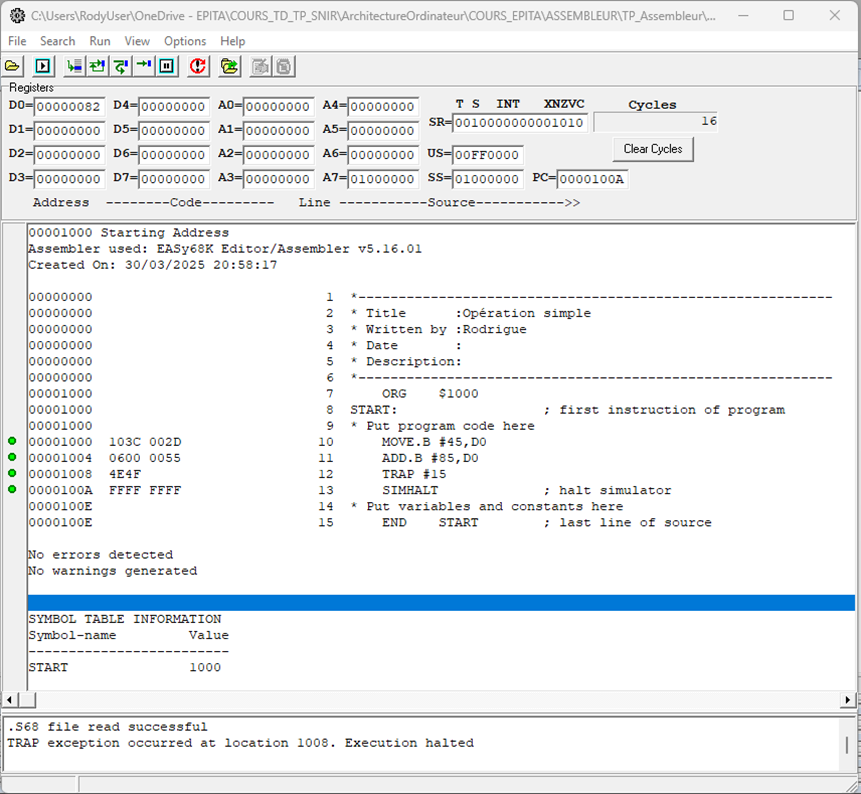 C:\Users\RodyUser\OneDrive - EPITA\COURS_TD_TP_SNIR\ArchitectureOrdinateur\COURS_EPITA\ASSEMBLEUR\TP_Assembleur\...
File Search Run View Options Help
Registers
D0=00000082 D4=00000000 A0=00000000 A4=00000000 T S INT XNZVC Cycles
D1=00000000 D5=00000000 A1=00000000 A5=00000000 SR=0010000000001010 16
D2=00000000 D6=00000000 A2=00000000 A6=00000000 US=00FF0000 Clear Cycles
D3=00000000 D7=00000000 A3=00000000 A7=01000000 SS=01000000 PC=0000100A
Address --------Code--------- Line -----------Source----------->>
00001000 Starting Address
Assembler used: EASy68K Editor/Assembler v5.16.01
Created On: 30/03/2025 20:58:17
00000000 1 *-----------------------------------------------------------
00000000 2 * Title :Opération simple
00000000 3 * Written by :Rodrigue
00000000 4 * Date :
00000000 5 * Description:
00000000 6 *-----------------------------------------------------------
00001000 7 ORG $1000
00001000 8 START: ; first instruction of program
00001000 9 * Put program code here
00001000 103C 002D 10 MOVE.B #45,D0
00001004 0600 0055 11 ADD.B #85,D0
00001008 4E4F 12 TRAP #15
0000100A FFFF FFFF 13 SIMHALT ; halt simulator
0000100E 14 * Put variables and constants here
0000100E 15 END START ; last line of source
No errors detected
No warnings generated
SYMBOL TABLE INFORMATION
Symbol-name Value
-------------------------
START 1000
.S68 file read successful
TRAP exception occurred at location 1008. Execution halted